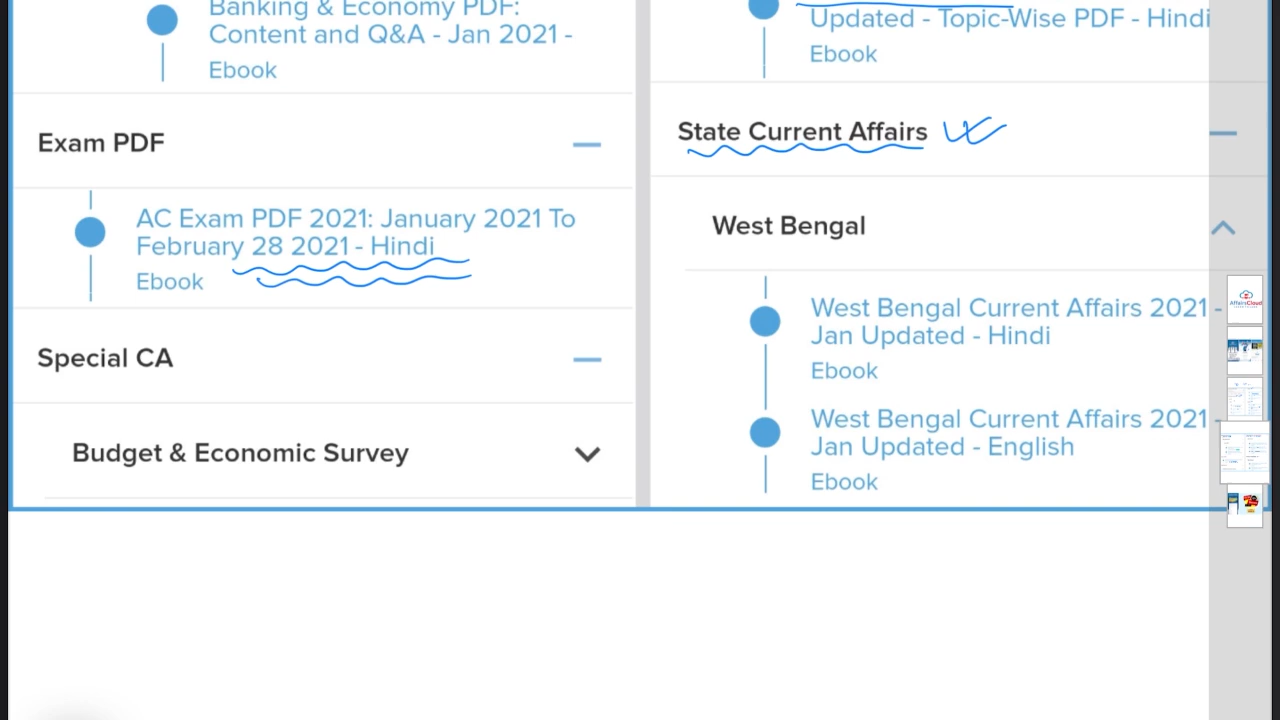 Banking & Economy PDF:
Content and Q&A - Jan 2021 -
Ebook
Exam PDF
AC Exam PDF 2021: January 2021 To
February 28 2021 - Hindi
Ebook
Special CA
Budget & Economic Survey
Updated - Topic-Wise PDF - Hindi
Ebook
State Current Affairs
West Bengal
West Bengal Current Affairs 2021 -
Jan Updated - Hindi
Ebook
West Bengal Current Affairs 2021 -
Jan Updated - English
Ebook
AffairsCloud